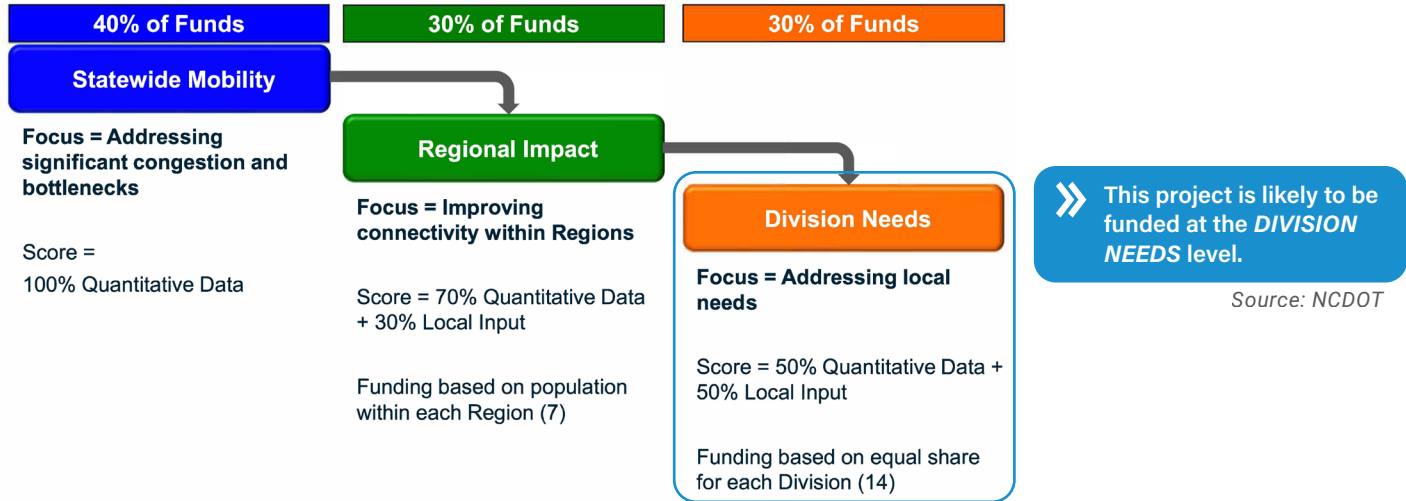 40% of Funds
Statewide Mobility
Focus = Addressing
significant congestion and
bottlenecks
Score =
100% Quantitative Data
30% of Funds
Regional Impact
Focus = Improving
connectivity within Regions
Score = 70% Quantitative Data
+ 30% Local Input
Funding based on population
within each Region (7)
30% of Funds
Division Needs
Focus = Addressing local
needs
Score = 50% Quantitative Data +
50% Local Input
Funding based on equal share
for each Division (14)
This project is likely to be
funded at the DIVISION
NEEDS level.
Source: NCDOT